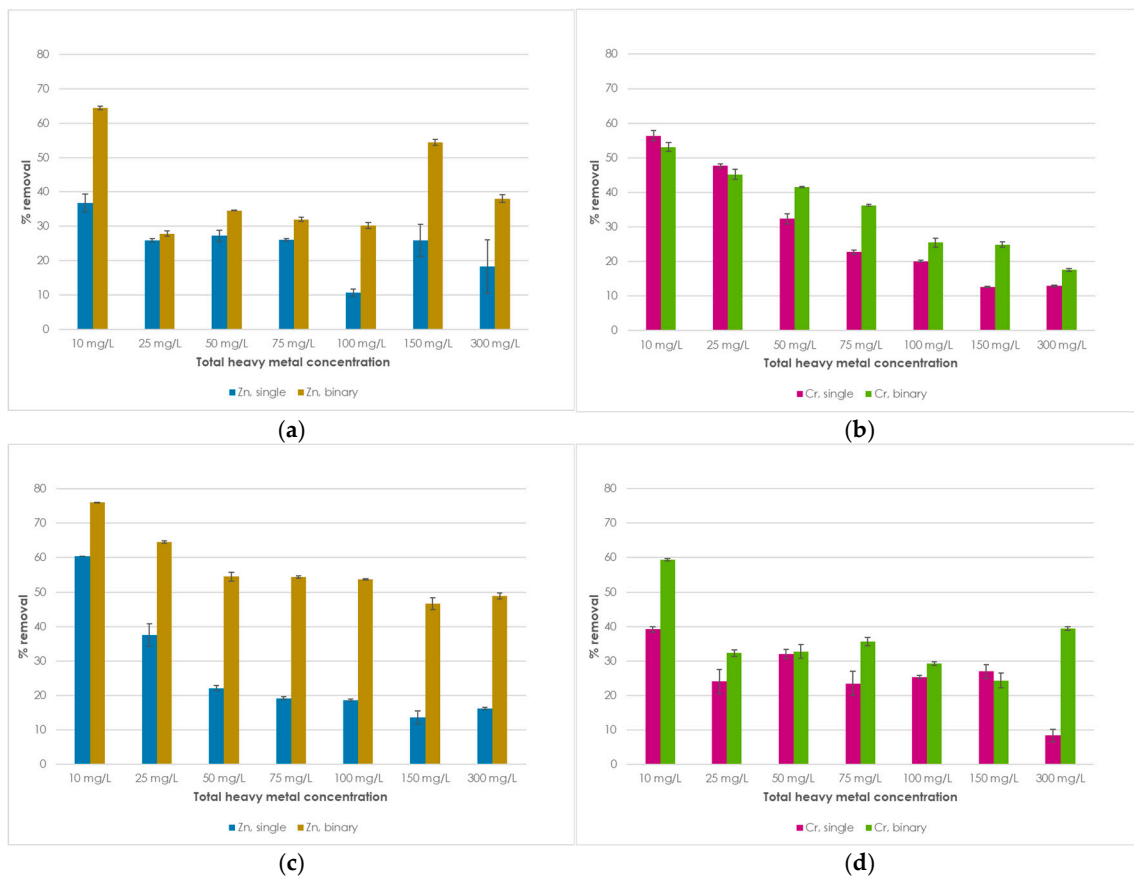 80
70
60
50
40
30
20
10
0
% removal
10 mg/L 25 mg/L 50 mg/L 75 mg/L 100 mg/L 150 mg/L 300 mg/L
Total heavy metal concentration
Zn, single Zn, binary
(a)
80
70
60
50
40
30
20
10
0
% removal
10 mg/L 25 mg/L 50 mg/L 75 mg/L 100 mg/L 150 mg/L 300 mg/L
Total heavy metal concentration
Cr, single Cr, binary
(b)
80
70
60
50
40
30
20
10
0
% removal
10 mg/L 25 mg/L 50 mg/L 75 mg/L 100 mg/L 150 mg/L 300 mg/L
Total heavy metal concentration
Zn, single Zn, binary
(c)
80
70
60
50
40
30
20
10
0
% removal
10 mg/L 25 mg/L 50 mg/L 75 mg/L 100 mg/L 150 mg/L 300 mg/L
Total heavy metal concentration
Cr, single Cr, binary
(d)